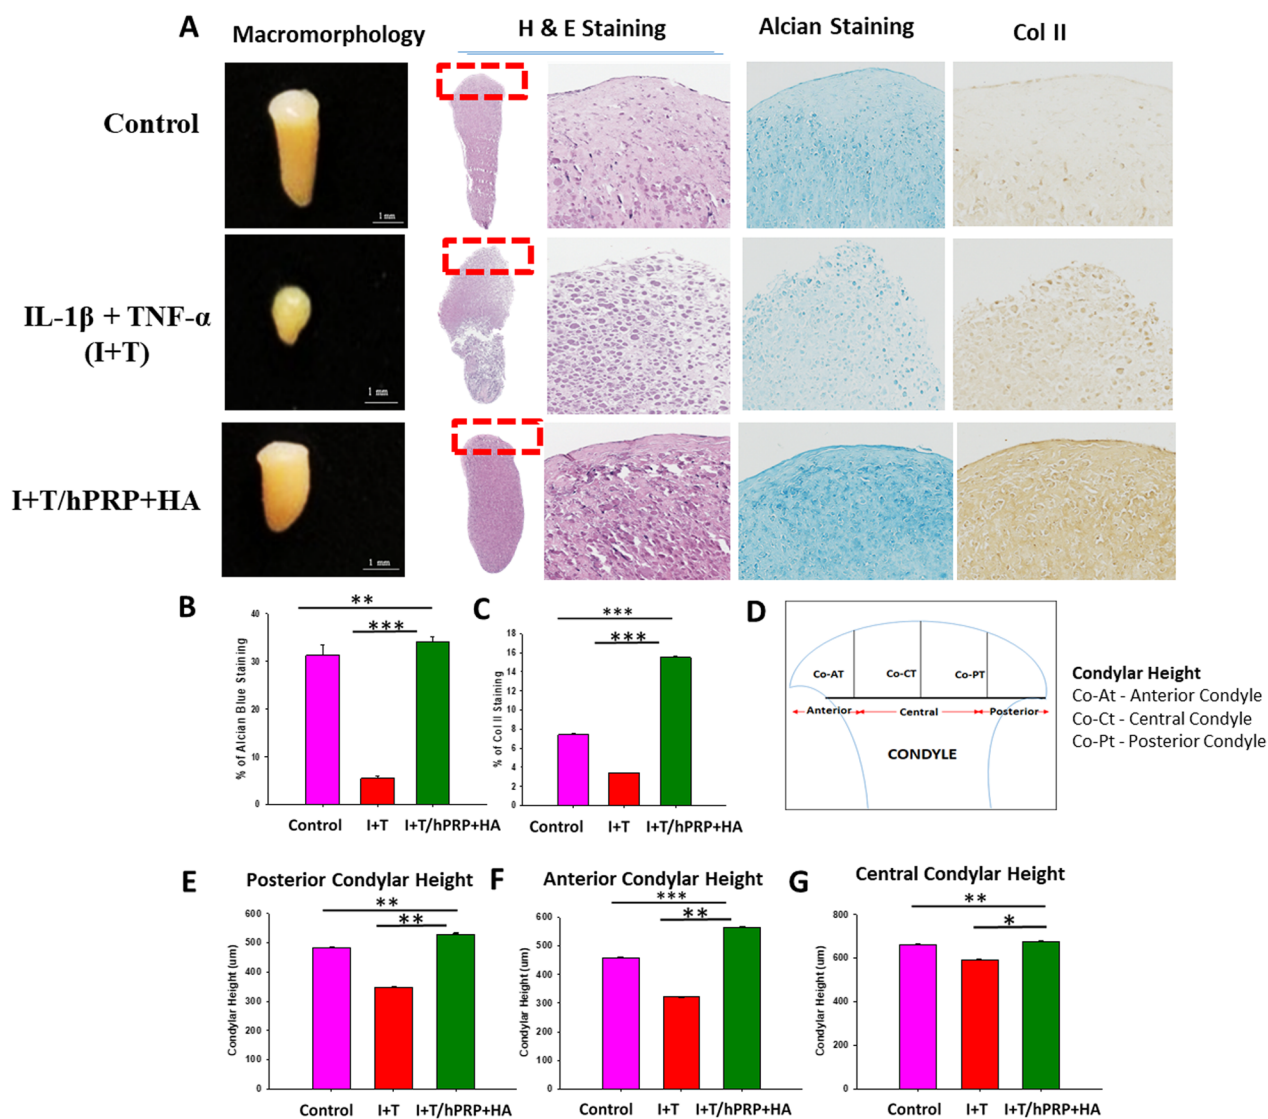 A
Macromorphology
H & E Staining
Alcian Staining
Col II
Control
1 mm
IL-1β + TNF-α
(I+T)
1 mm
I+T/hPRP+HA
1 mm
B
**
***
% of Alcian Blue Staining
40
30
20
10
0
Control I+T I+T/hPRP+HA
C
***
***
% of Col II Staining
18
16
14
12
10
8
6
4
2
0
Control I+T I+T/hPRP+HA
D
Co-AT
Co-CT
Co-PT
Anterior
Central
Posterior
CONDYLE
Condylar Height
Co-At - Anterior Condyle
Co-Ct - Central Condyle
Co-Pt - Posterior Condyle
E
Posterior Condylar Height
**
**
Condylar Height (um)
600
500
400
300
200
100
0
Control I+T I+T/hPRP+HA
F
Anterior Condylar Height
***
**
Condylar Height (um)
600
500
400
300
200
100
0
Control I+T I+T/hPRP+HA
G
Central Condylar Height
**
*
Condylar Height (um)
800
600
400
200
0
Control I+T I+T/hPRP+HA